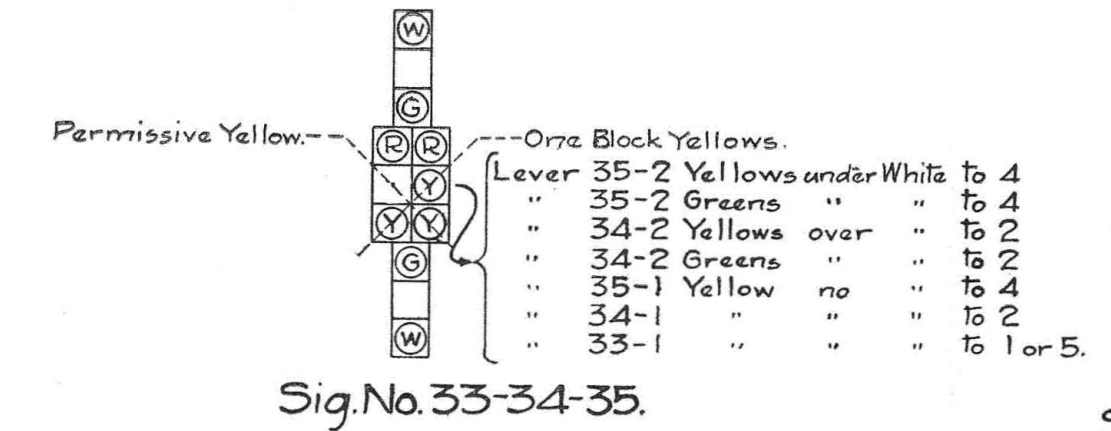 W
G
Permissive Yellow.
R R
One Block Yellows.
Y
Lever 35-2 Yellows under White to 4
" 35-2 Greens " " to 4
Y Y
" 34-2 Yellows over " to 2
" 34-2 Greens " " to 2
G
" 35-1 Yellow no " to 4
" 34-1 " " " to 2
W
" 33-1 " " " to 1 or 5.
Sig. No. 33-34-35.